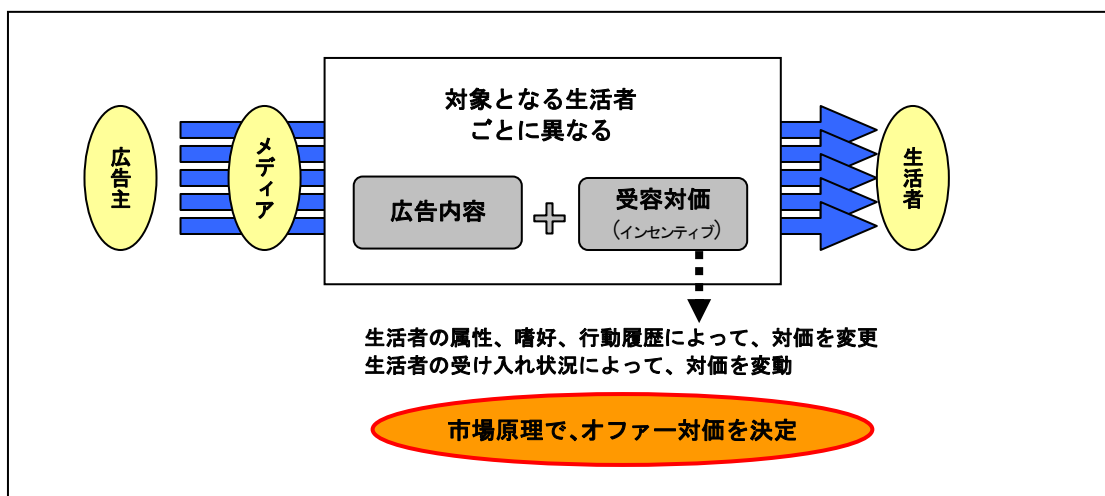 対象となる生活者
ごとに異なる
広告主
メディア
広告内容
受容対価
（インセンティブ）
生活者
生活者の属性、嗜好、行動履歴によって、対価を変更
生活者の受け入れ状況によって、対価を変動
市場原理で、オファー対価を決定